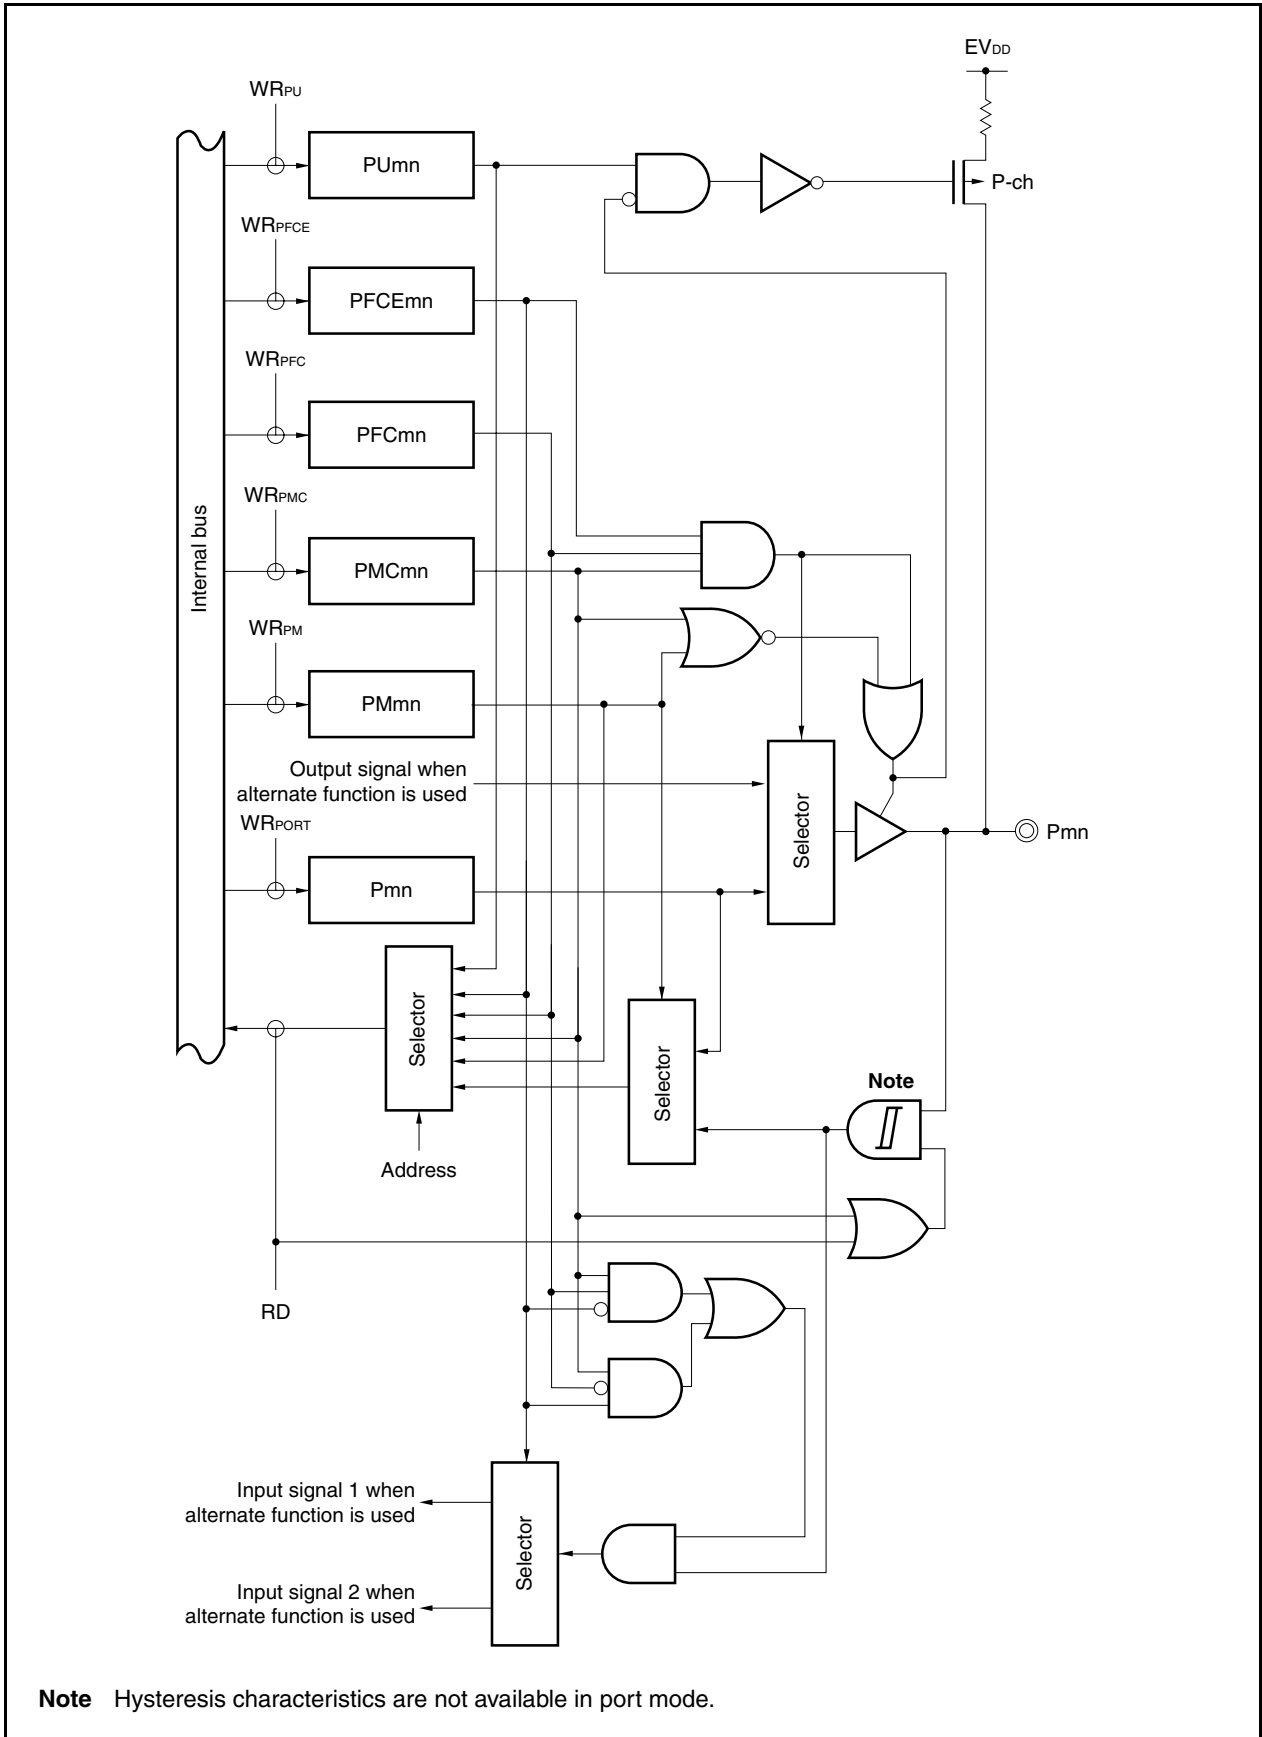 EVDD
WRPU
PUmn
P-ch
WRPFCE
PFCEmn
WRPFC
PFCmn
WRPMC
Internal bus
PMCmn
WRPM
PMmn
Output signal when
alternate function is used
Selector
WRPORT
Pmn
Pmn
Selector
Selector
Note
Address
RD
Input signal 1 when
alternate function is used
Selector
Input signal 2 when
alternate function is used
Note Hysteresis characteristics are not available in port mode.